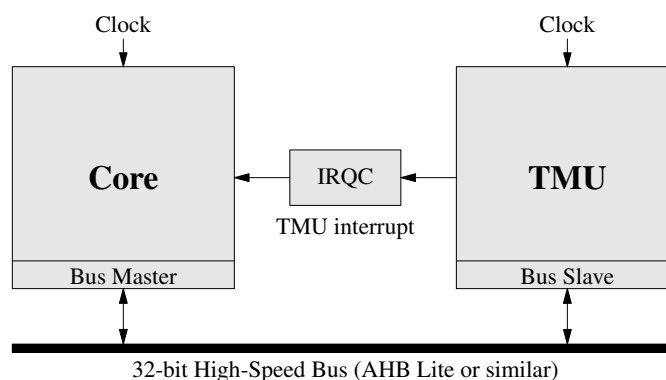 Clock
Clock
Core
IRQC
TMU
TMU interrupt
Bus Master
Bus Slave
32-bit High-Speed Bus (AHB Lite or similar)